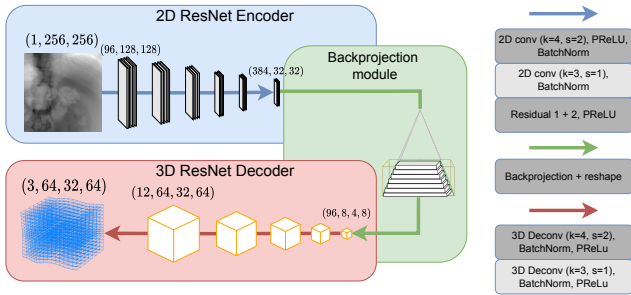 2D ResNet Encoder
(1, 256, 256)
(96, 128, 128)
(384, 32, 32)
Backprojection
module
3D ResNet Decoder
(3, 64, 32, 64)
(12, 64, 32, 64)
(96, 8, 4, 8)
2D conv (k=4, s=2), PReLU,
BatchNorm
2D conv (k=3, s=1),
BatchNorm
Residual 1 + 2, PReLU
Backprojection + reshape
3D Deconv (k=4, s=2),
BatchNorm, PReLu
3D Deconv (k=3, s=1),
BatchNorm, PReLu